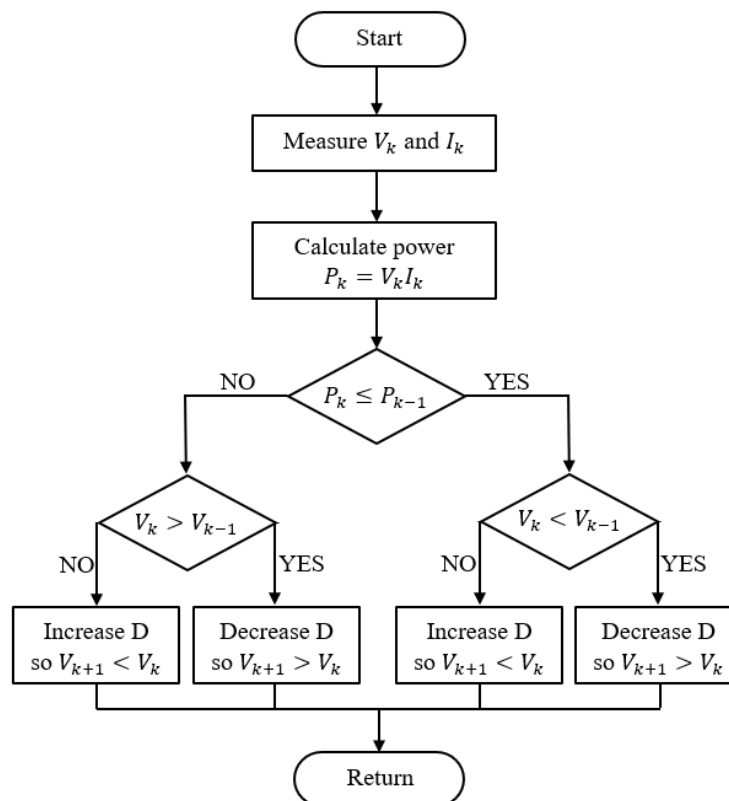 Start
Measure Vₖ and Iₖ
Calculate power
Pₖ = VₖIₖ
NO
YES
Pₖ ≤ Pₖ₋₁
Vₖ > Vₖ₋₁
Vₖ < Vₖ₋₁
NO
YES
NO
YES
Increase D
so Vₖ₊₁ < Vₖ
Decrease D
so Vₖ₊₁ > Vₖ
Increase D
so Vₖ₊₁ < Vₖ
Decrease D
so Vₖ₊₁ > Vₖ
Return